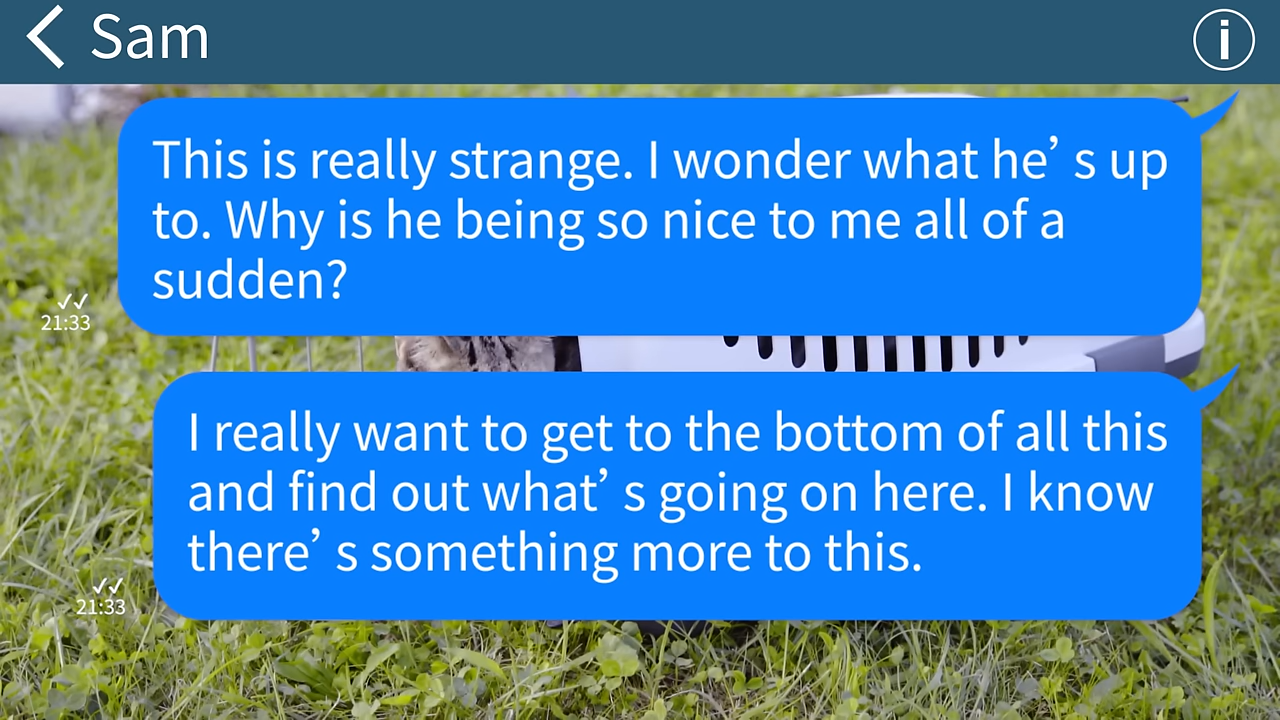 Sam
This is really strange. I wonder what he’s up
to. Why is he being so nice to me all of a
sudden?
21:33
I really want to get to the bottom of all this
and find out what’s going on here. I know
there’s something more to this.
21:33